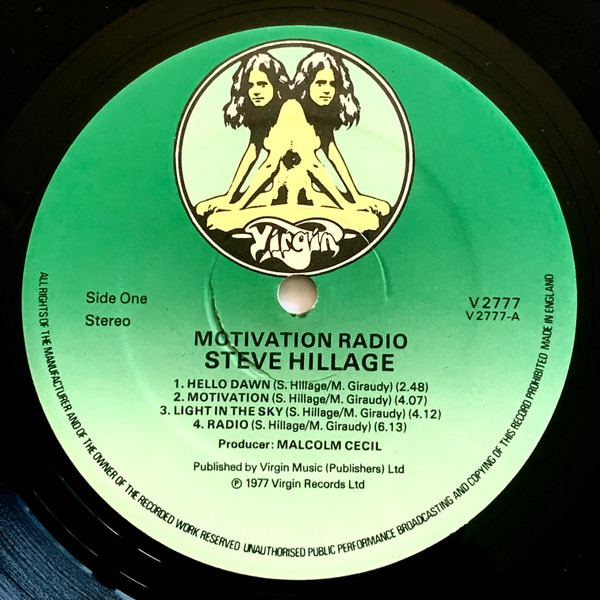 Virgin
Side One
Stereo
V 2777
V 2777-A
MOTIVATION RADIO
STEVE HILLAGE
1. HELLO DAWN (S. Hillage/M. Giraudy) (2.48)
2. MOTIVATION (S. Hillage/M. Giraudy) (4.07)
3. LIGHT IN THE SKY (S. Hillage/M. Giraudy) (4.12)
4. RADIO (S. Hillage/M. Giraudy) (6.13)
Producer: MALCOLM CECIL
Published by Virgin Music (Publishers) Ltd
℗ 1977 Virgin Records Ltd
ALL RIGHTS OF THE MANUFACTURER AND OF THE OWNER OF THE RECORDED WORK RESERVED UNAUTHORISED PUBLIC PERFORMANCE BROADCASTING AND COPYING OF THIS RECORD PROHIBITED MADE IN ENGLAND